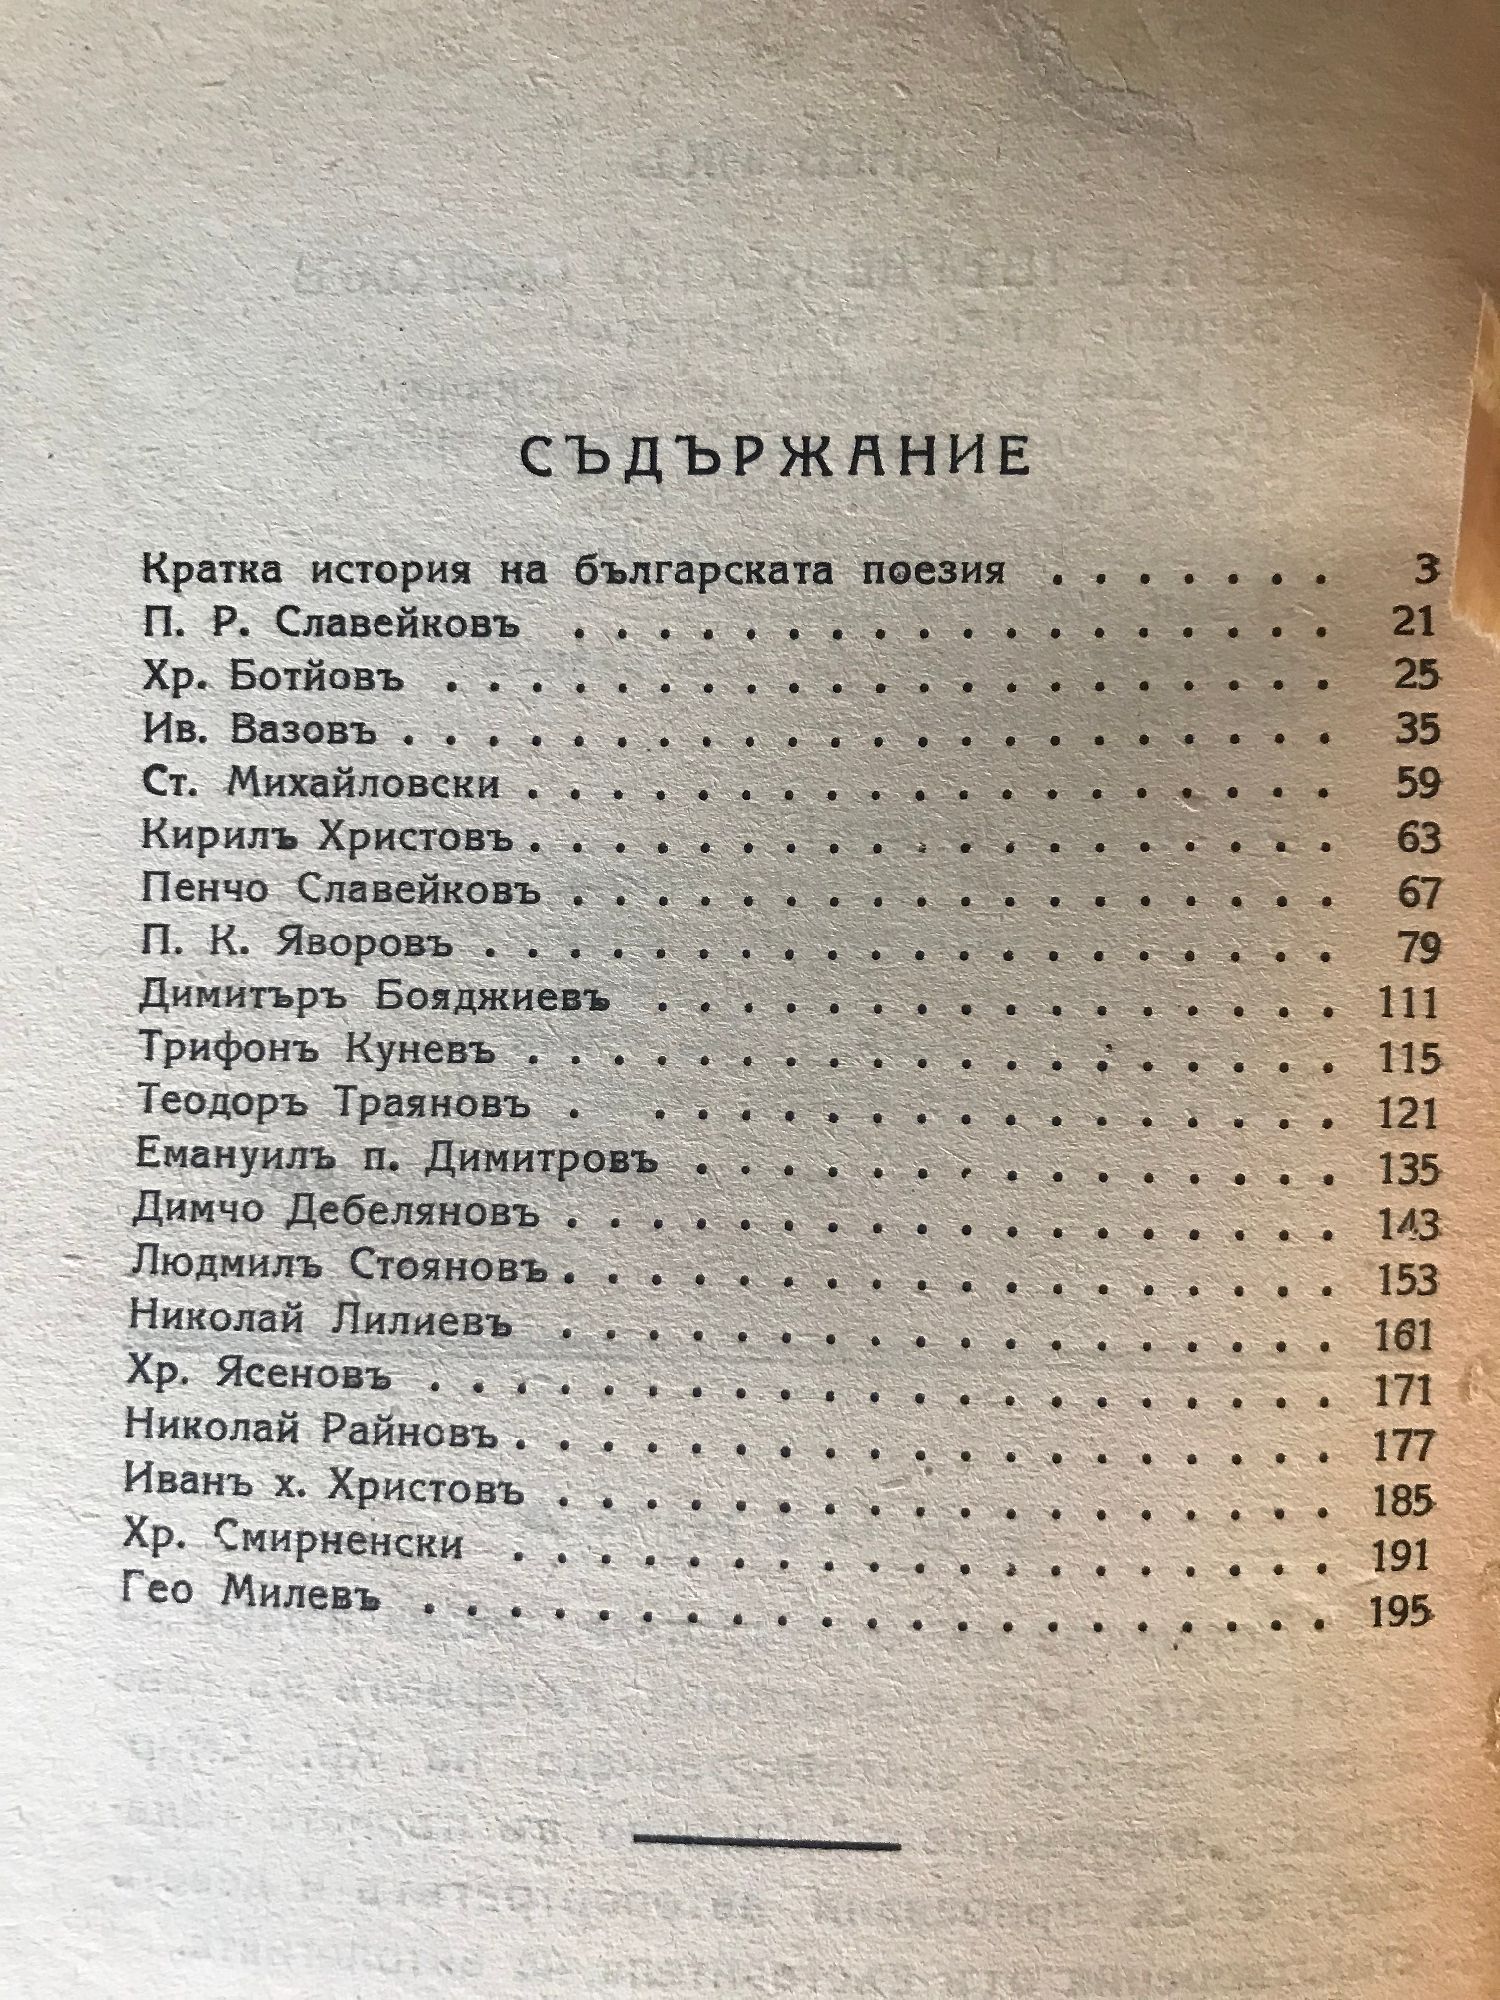 СЪДЪРЖАНИЕ
Кратка история на българската поезия . . . . . . . 3
П. Р. Славейковъ . . . . . . . . . . . . . . . . . . 21
Хр. Ботйовъ . . . . . . . . . . . . . . . . . . . . . 25
Ив. Вазовъ . . . . . . . . . . . . . . . . . . . . . . 35
Ст. Михайловски . . . . . . . . . . . . . . . . . . . 59
Кирилъ Христовъ . . . . . . . . . . . . . . . . . . . 63
Пенчо Славейковъ . . . . . . . . . . . . . . . . . . 67
П. К. Яворовъ . . . . . . . . . . . . . . . . . . . . 79
Димитъръ Бояджиевъ . . . . . . . . . . . . . . . . 111
Трифонъ Куневъ . . . . . . . . . . . . . . . . . . . 115
Теодоръ Траяновъ . . . . . . . . . . . . . . . . . 121
Емануилъ п. Димитровъ . . . . . . . . . . . . . . . 135
Димчо Дебеляновъ . . . . . . . . . . . . . . . . . . 143
Людмилъ Стояновъ . . . . . . . . . . . . . . . . . . 153
Николай Лилиевъ . . . . . . . . . . . . . . . . . . 161
Хр. Ясеновъ . . . . . . . . . . . . . . . . . . . . . 171
Николай Райновъ . . . . . . . . . . . . . . . . . . . 177
Иванъ х. Христовъ . . . . . . . . . . . . . . . . . . 185
Хр. Смирненски . . . . . . . . . . . . . . . . . . . 191
Гео Милевъ . . . . . . . . . . . . . . . . . . . . . 195